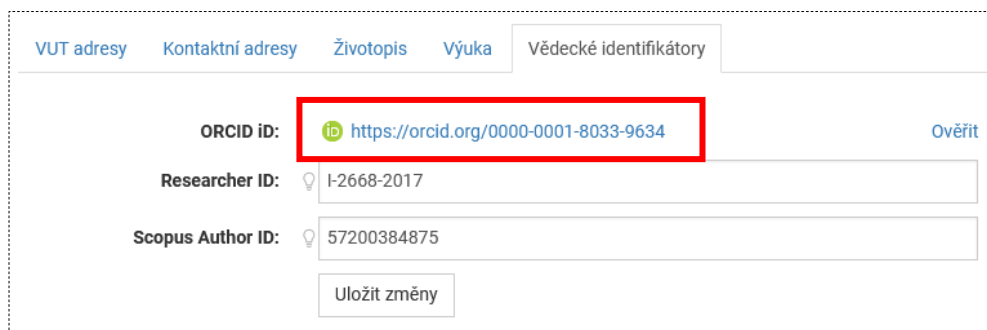 VUT adresy Kontaktní adresy Životopis Výuka Vědecké identifikátory
ORCID iD: iD https://orcid.org/0000-0001-8033-9634 Ověřit
Researcher ID: I-2668-2017
Scopus Author ID: 57200384875
Uložit změny